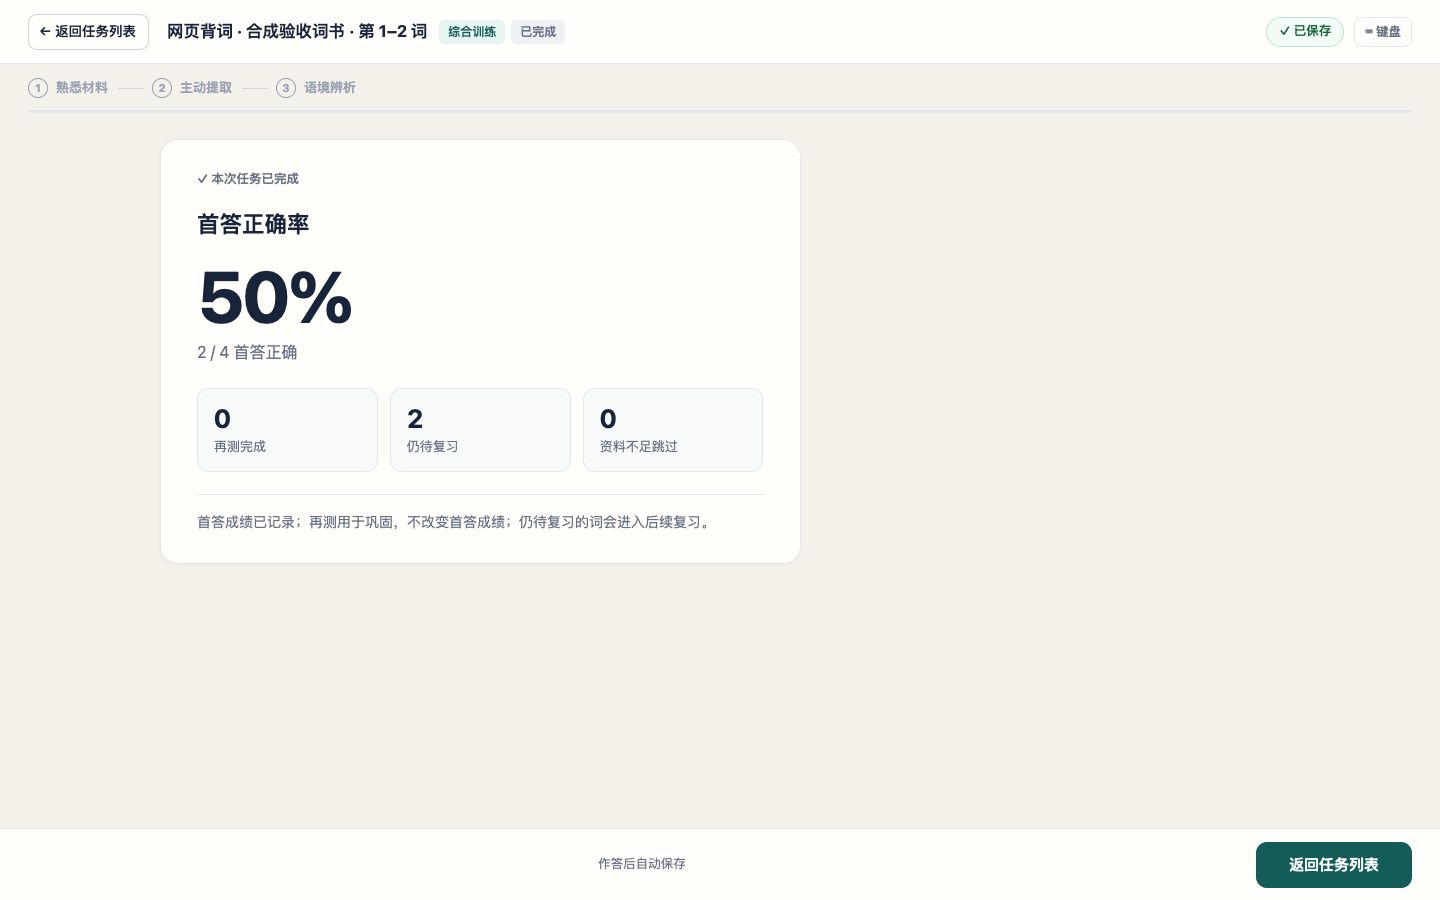 ← 返回任务列表
网页背词 · 合成验收词书 · 第 1–2 词
综合训练
已完成
✓ 已保存
⌨ 键盘
1 熟悉材料
2 主动提取
3 语境辨析
✓ 本次任务已完成
首答正确率
50%
2 / 4 首答正确
0
再测完成
2
仍待复习
0
资料不足跳过
首答成绩已记录；再测用于巩固，不改变首答成绩；仍待复习的词会进入后续复习。
作答后自动保存
返回任务列表